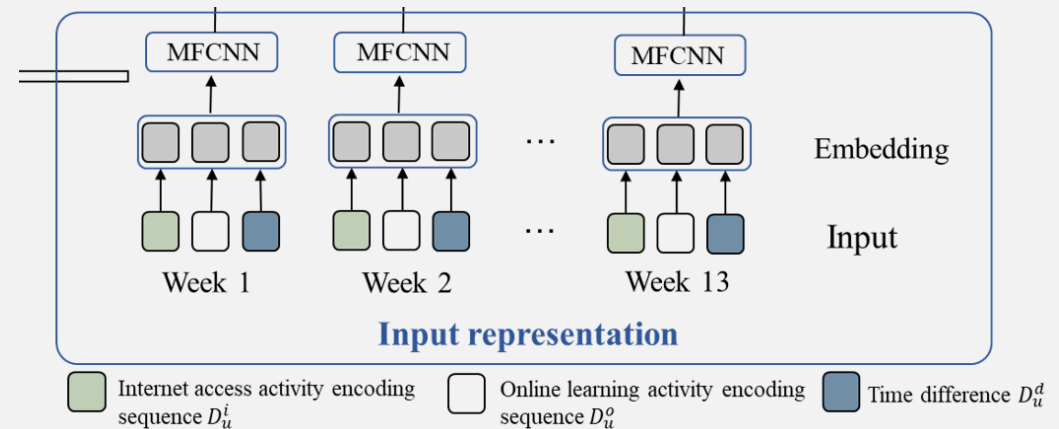 MFCNN MFCNN MFCNN
... Embedding
... Input
Week 1 Week 2 Week 13
Input representation
Internet access activity encoding
sequence $D_u^i$
Online learning activity encoding
sequence $D_u^o$
Time difference $D_u^d$